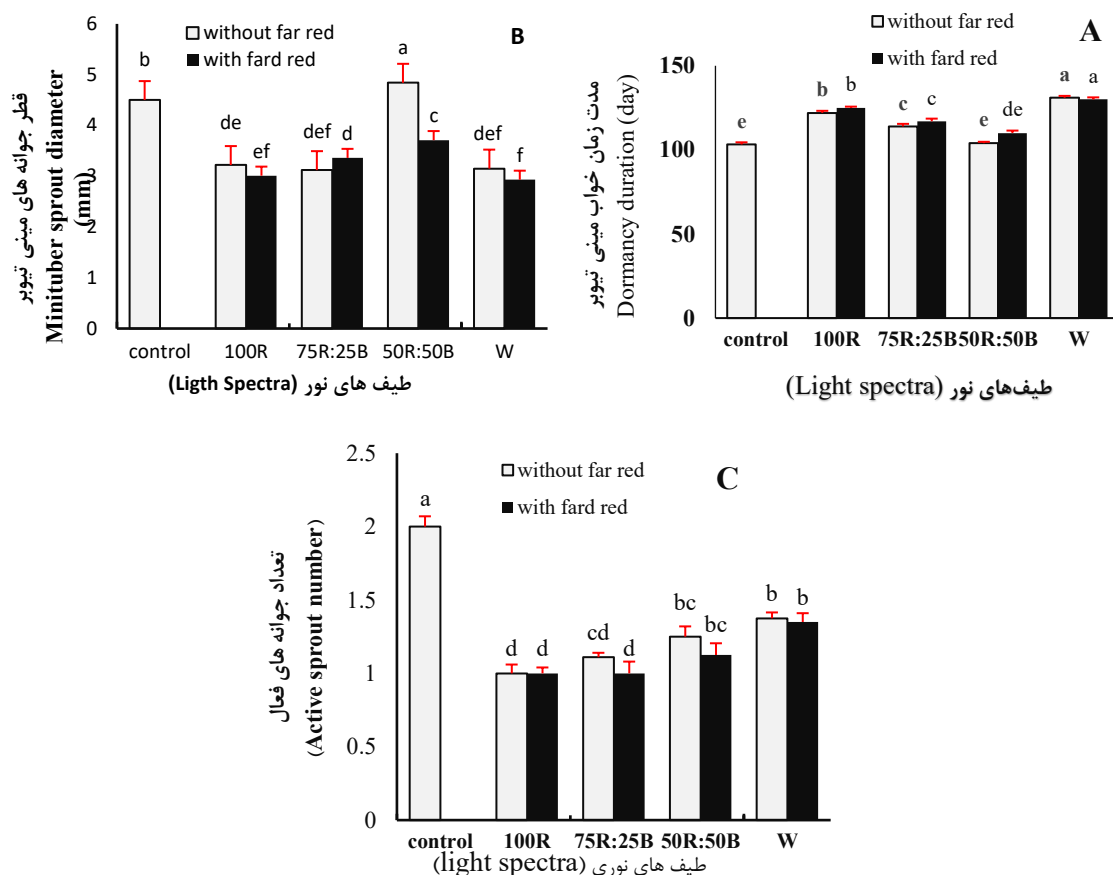 B
without far red
with fard red
6
5
4
3
2
1
0
b
de
ef
def
d
a
c
def
f
قطر جوانه های مینی تیوبر
Minituber sprout diameter
(mm)
control 100R 75R:25B 50R:50B W
طیف های نور (Ligth Spectra)
A
without far red
with fard red
150
100
50
0
e
b
b
c
c
e
de
a
a
مدت زمان خواب مینی تیوبر
Dormancy duration (day)
control 100R 75R:25B 50R:50B W
طیف‌های نور (Light spectra)
C
without far red
with fard red
2.5
2
1.5
1
0.5
0
a
d
d
cd
d
bc
bc
b
b
تعداد جوانه های فعال
(Active sprout number)
control 100R 75R:25B 50R:50B W
طیف های نوری (light spectra)